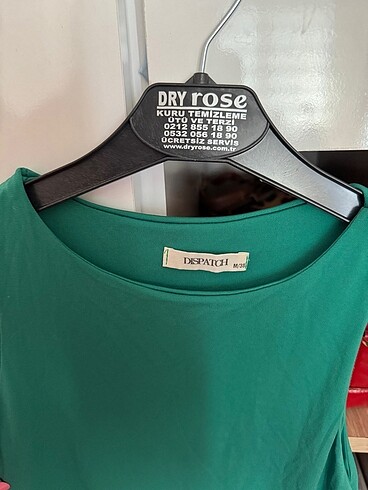 DRY rose
KURU TEMİZLEME
ÜTÜ VE TERZİ
0212 855 18 90
0532 056 18 90
ÜCRETSİZ SERVİS
www.dryrose.com.tr
DISPATCH
M/38